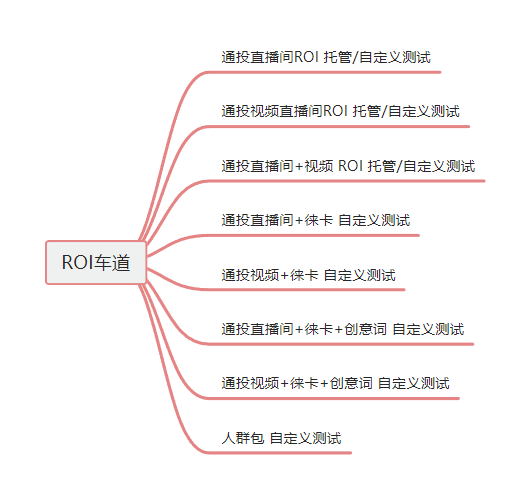 通投直播间ROI 托管/自定义测试
通投视频直播间ROI 托管/自定义测试
通投直播间+视频 ROI 托管/自定义测试
通投直播间+徕卡 自定义测试
ROI车道
通投视频+徕卡 自定义测试
通投直播间+徕卡+创意词 自定义测试
通投视频+徕卡+创意词 自定义测试
人群包 自定义测试